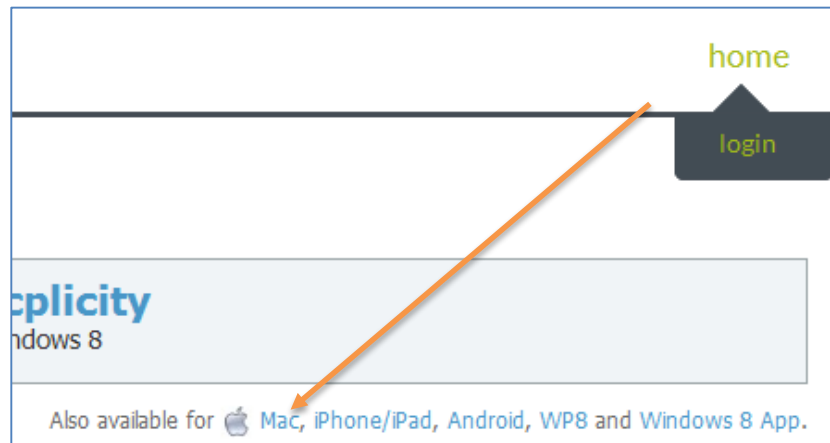 home
login
cplicity
ndows 8
Also available for Mac, iPhone/iPad, Android, WP8 and Windows 8 App.